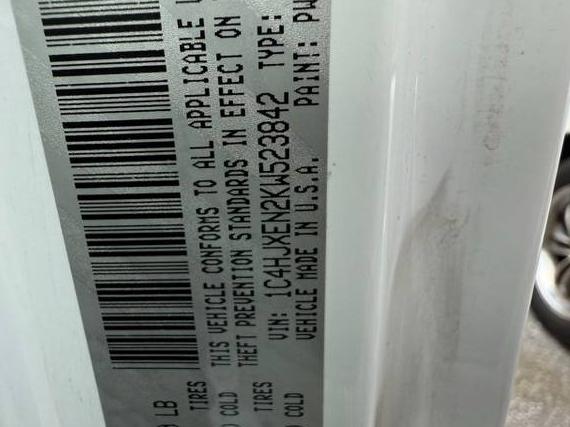 THIS VEHICLE CONFORMS TO ALL APPLICABLE
THEFT PREVENTION STANDARDS IN EFFECT ON
VIN: 1C4HJXEN2KW523842 TYPE:
VEHICLE MADE IN U.S.A. PAINT: PW
LB
TIRES
COLD
TIRES
COLD